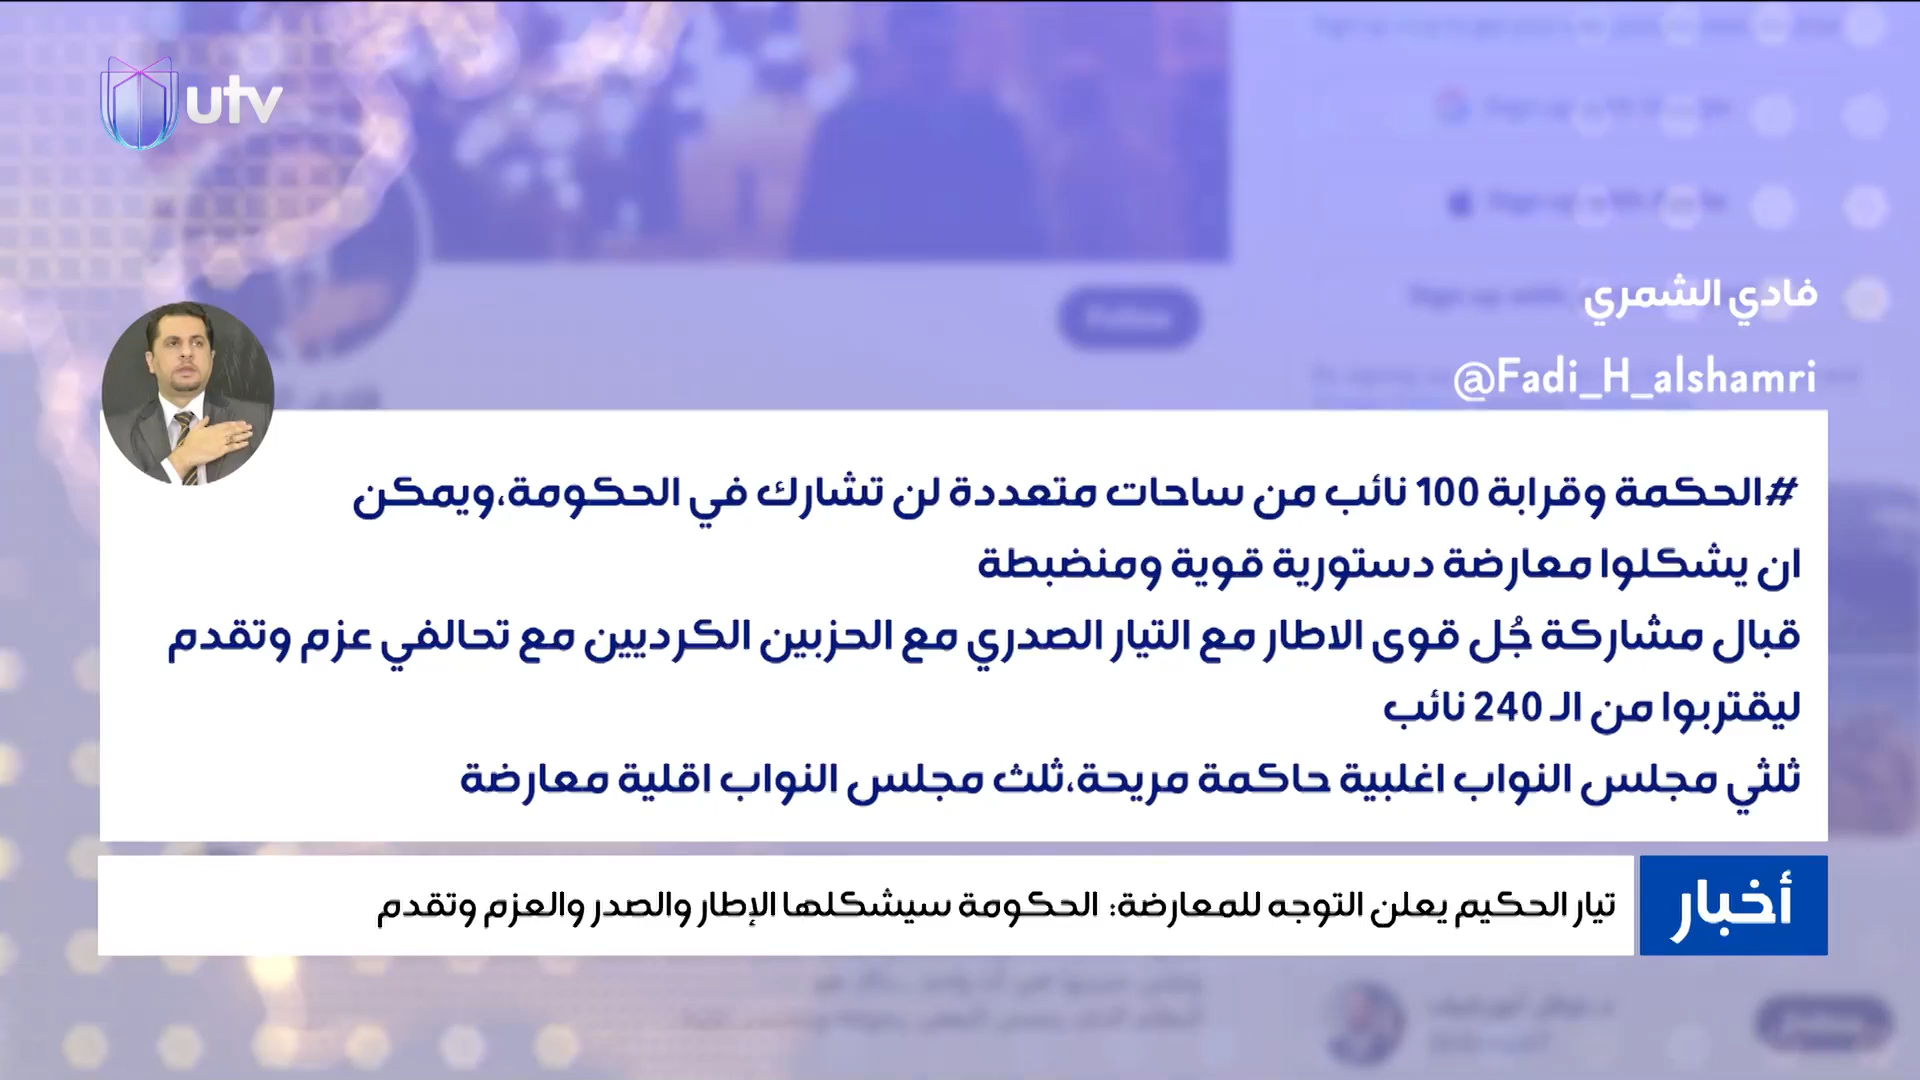 utv
فادي الشمري
@Fadi_H_alshamri
#الحكمة وقرابة 100 نائب من ساحات متعددة لن تشارك في الحكومة،ويمكن
ان يشكلوا معارضة دستورية قوية ومنضبطة
قبال مشاركة جُل قوى الاطار مع التيار الصدري مع الحزبين الكرديين مع تحالفي عزم وتقدم
ليقتربوا من الـ 240 نائب
ثلثي مجلس النواب اغلبية حاكمة مريحة،ثلث مجلس النواب اقلية معارضة
أخبار
تيار الحكيم يعلن التوجه للمعارضة: الحكومة سيشكلها الإطار والصدر والعزم وتقدم